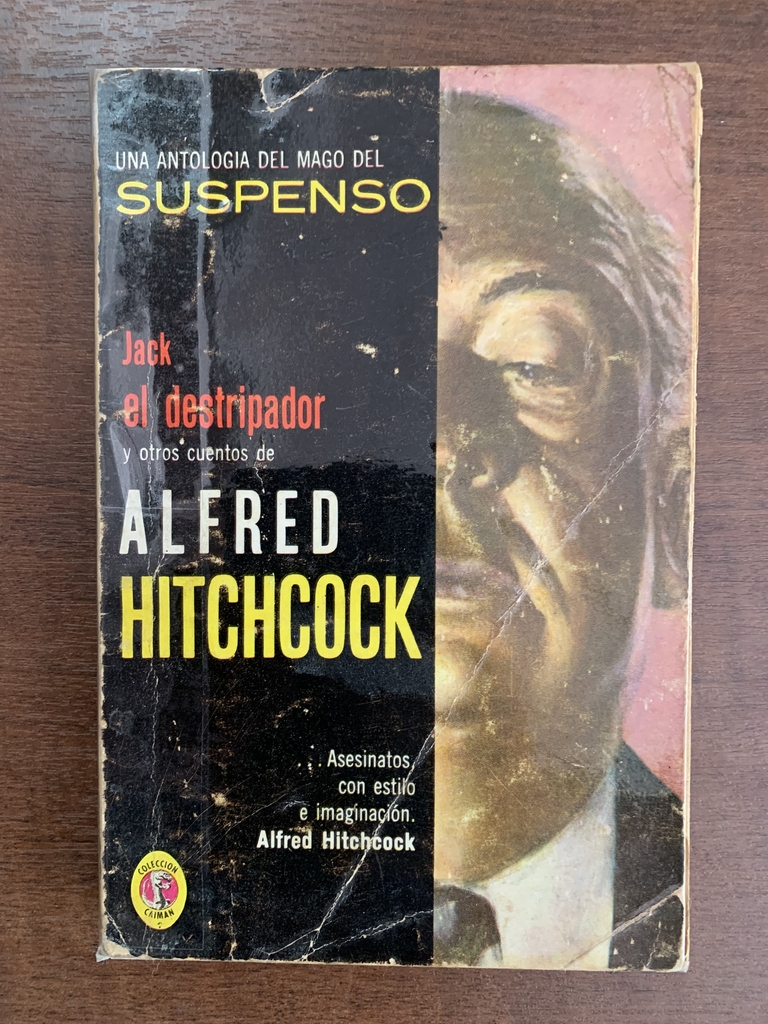 UNA ANTOLOGIA DEL MAGO DEL
SUSPENSO
Jack
el destripador
y otros cuentos de
ALFRED
HITCHCOCK
...Asesinatos,
con estilo
e imaginación.
Alfred Hitchcock
COLECCION
CAIMAN